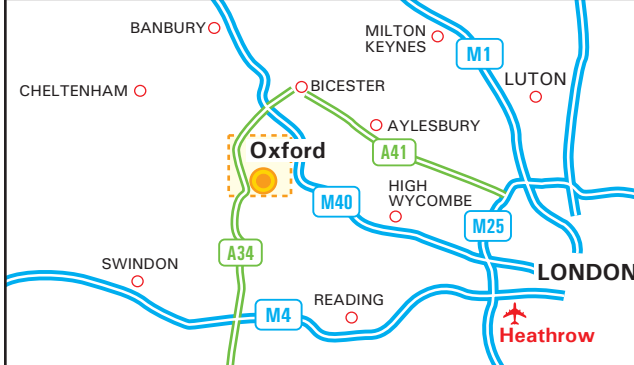 BANBURY
MILTON
KEYNES
M1
CHELTENHAM
BICESTER
LUTON
AYLESBURY
Oxford
A41
HIGH
WYCOMBE
M40
M25
A34
SWINDON
LONDON
READING
M4
Heathrow